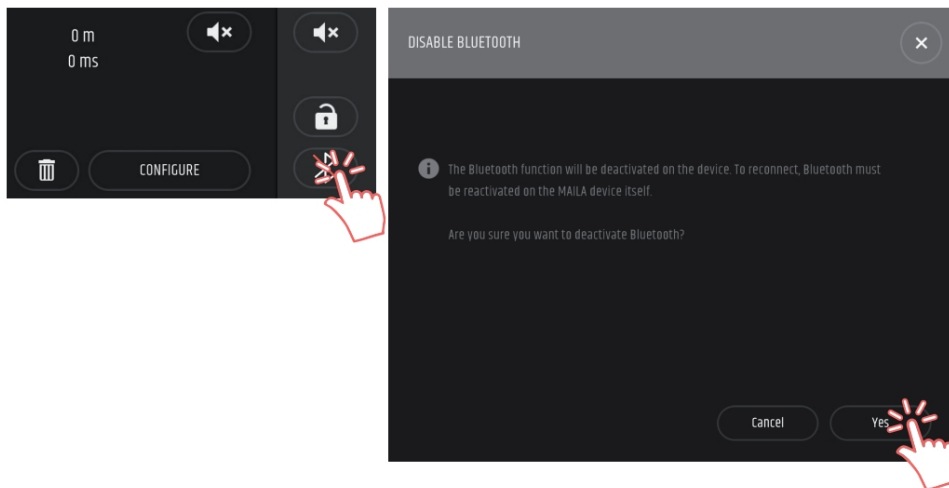 0 m
0 ms
CONFIGURE
DISABLE BLUETOOTH
The Bluetooth function will be deactivated on the device. To reconnect, Bluetooth must
be reactivated on the MAILA device itself.
Are you sure you want to deactivate Bluetooth?
Cancel
Yes